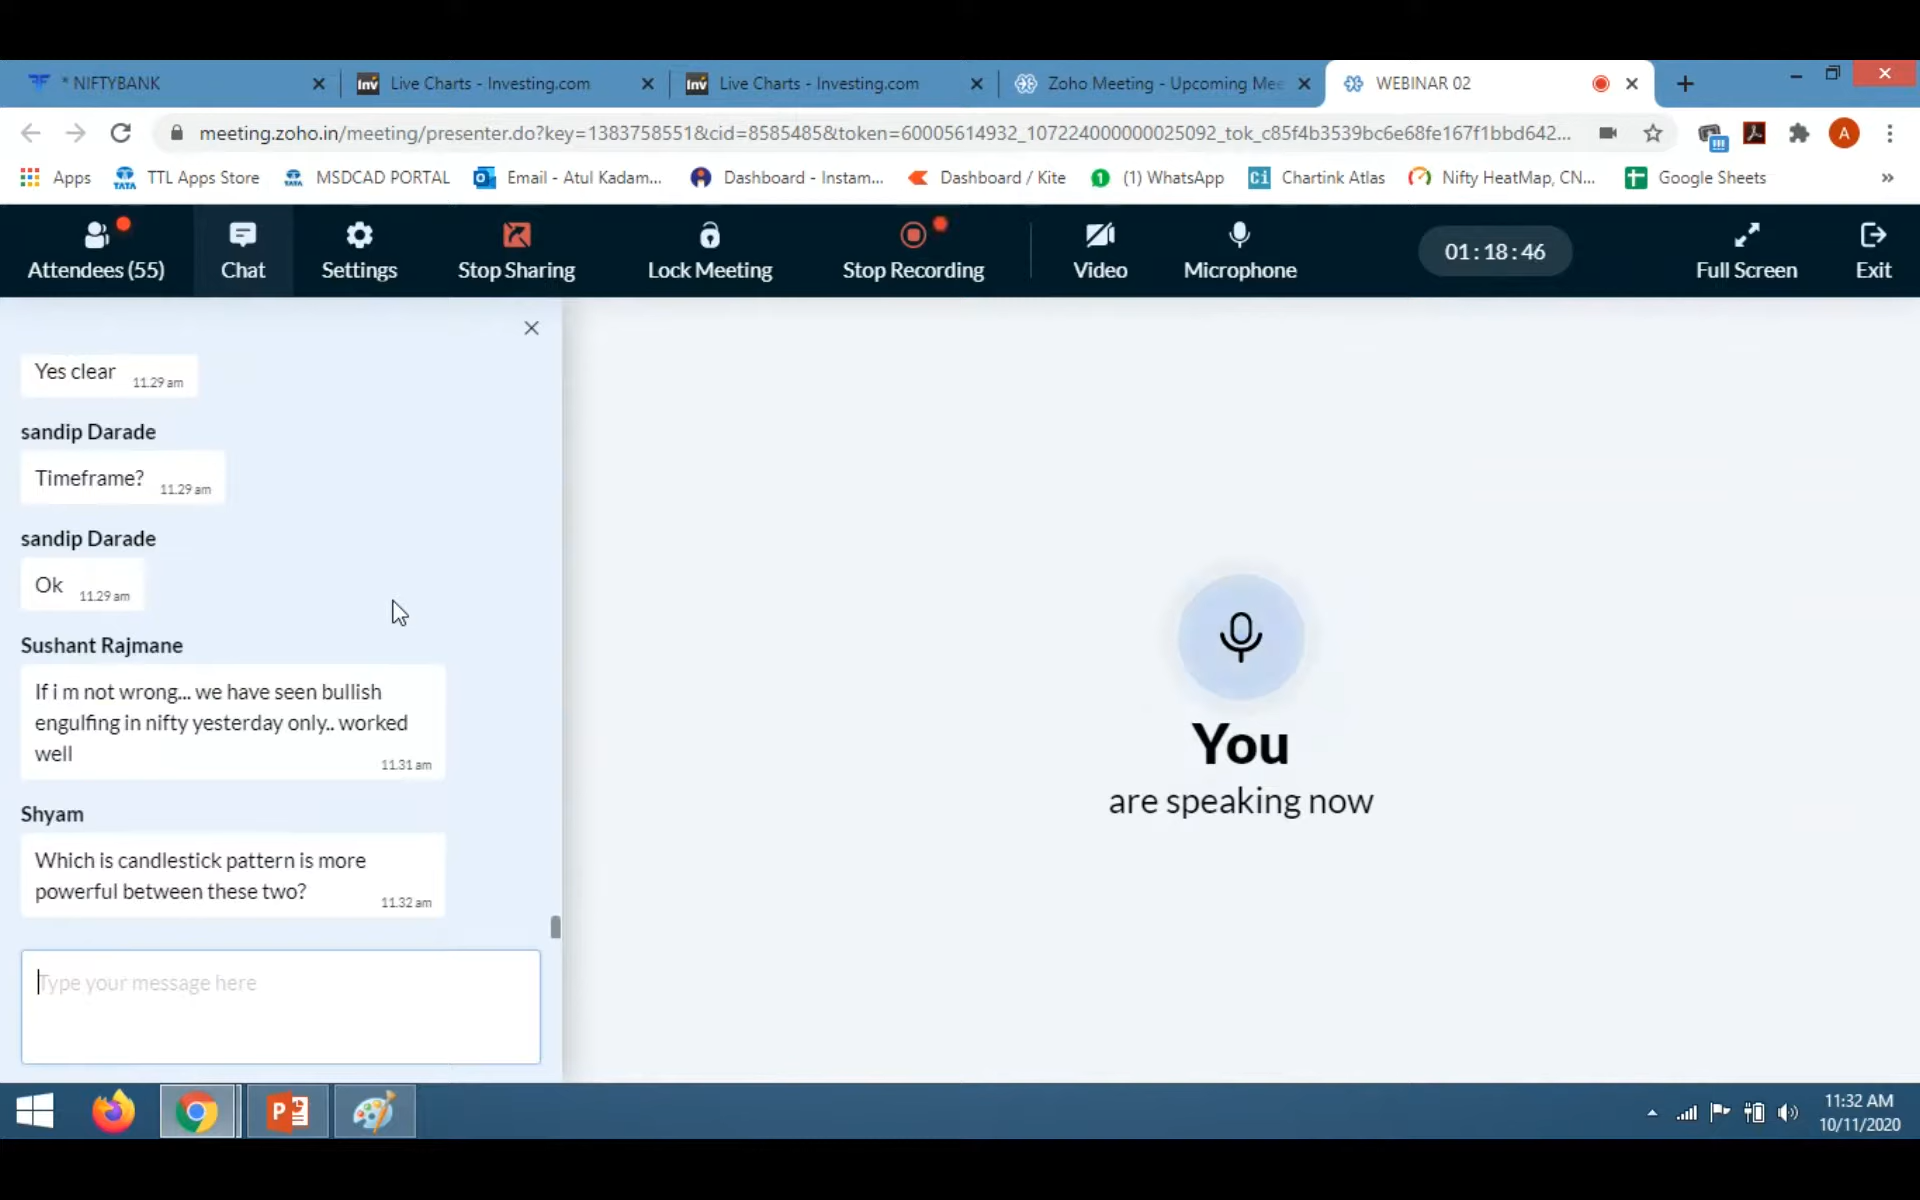 * NIFTYBANK
Live Charts - Investing.com
Live Charts - Investing.com
Zoho Meeting - Upcoming Mee
WEBINAR 02
meeting.zoho.in/meeting/presenter.do?key=1383758551&cid=8585485&token=60005614932_107224000000025092_tok_c85f4b3539bc6e68fe167f1bbd642...
A
Apps
TATA TTL Apps Store
TATA MSDCAD PORTAL
Email - Atul Kadam...
Dashboard - Instam...
Dashboard / Kite
1 (1) WhatsApp
Ci Chartink Atlas
Nifty HeatMap, CN...
Google Sheets
»
Attendees (55)
Chat
Settings
Stop Sharing
Lock Meeting
Stop Recording
Video
Microphone
01:18:46
Full Screen
Exit
Yes clear 11.29 am
sandip Darade
Timeframe? 11.29 am
sandip Darade
Ok 11.29 am
Sushant Rajmane
If i m not wrong... we have seen bullish
engulfing in nifty yesterday only.. worked
well
11.31 am
Shyam
Which is candlestick pattern is more
powerful between these two?
11.32 am
Type your message here
You
are speaking now
11:32 AM
10/11/2020